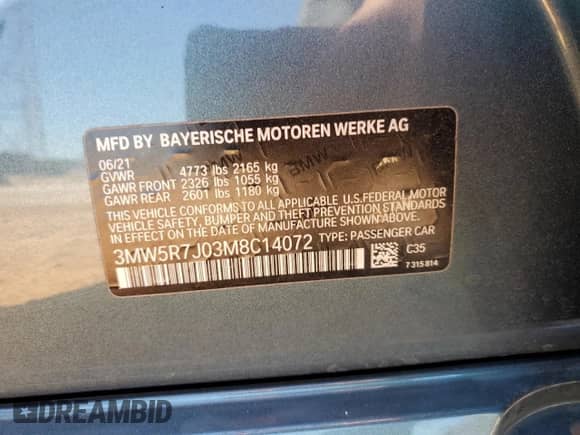 MFD BY BAYERISCHE MOTOREN WERKE AG
06/21
GVWR 4773 lbs 2165 kg
GAWR FRONT 2326 lbs 1055 kg
GAWR REAR 2601 lbs 1180 kg
THIS VEHICLE CONFORMS TO ALL APPLICABLE U.S.FEDERAL MOTOR
VEHICLE SAFETY, BUMPER AND THEFT PREVENTION STANDARDS
IN EFFECT ON THE DATE OF MANUFACTURE SHOWN ABOVE.
3MW5R7J03M8C14072 TYPE: PASSENGER CAR
C35
7315814
BMW
DREAMBID